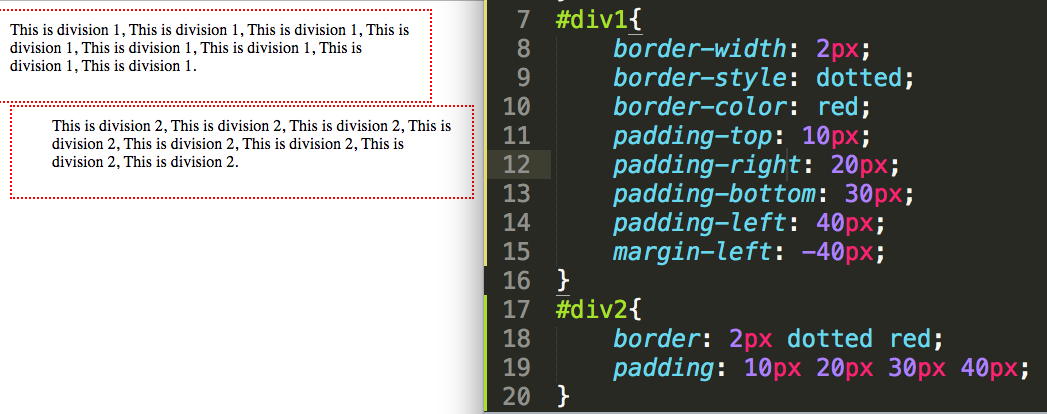 This is division 1, This is division 1, This is division 1, This is
division 1, This is division 1, This is division 1, This is
division 1, This is division 1.
This is division 2, This is division 2, This is division 2, This is
division 2, This is division 2, This is division 2, This is
division 2, This is division 2.
7 #div1{
8 border-width: 2px;
9 border-style: dotted;
10 border-color: red;
11 padding-top: 10px;
12 padding-right: 20px;
13 padding-bottom: 30px;
14 padding-left: 40px;
15 margin-left: -40px;
16 }
17 #div2{
18 border: 2px dotted red;
19 padding: 10px 20px 30px 40px;
20 }